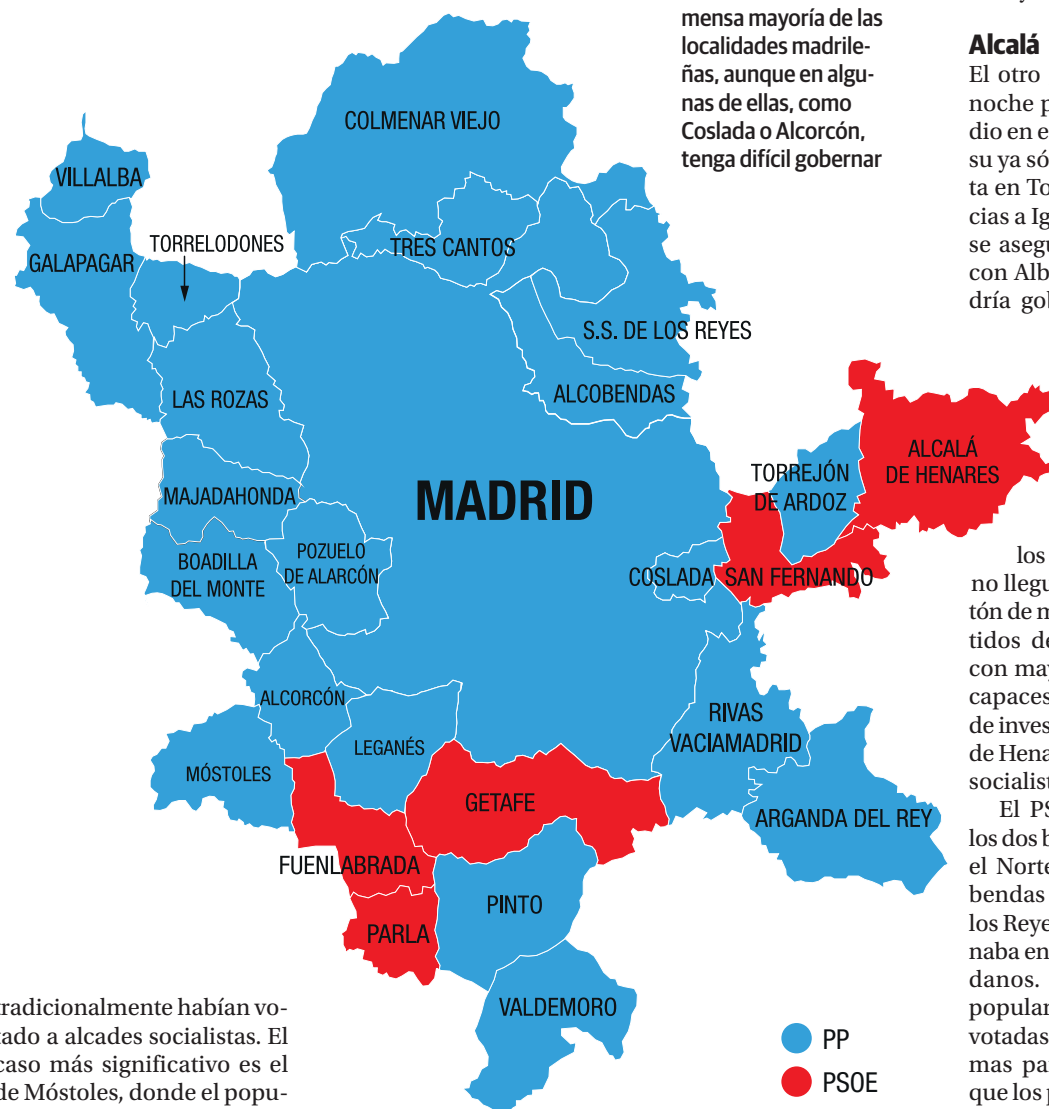 mensa mayoría de las
localidades madrile-
ñas, aunque en algu-
nas de ellas, como
Coslada o Alcorcón,
tenga difícil gobernar
COLMENAR VIEJO
VILLALBA
TORRELODONES
GALAPAGAR
TRES CANTOS
S.S. DE LOS REYES
LAS ROZAS
ALCOBENDAS
MAJADAHONDA
MADRID
TORREJÓN
DE ARDOZ
ALCALÁ
DE HENARES
BOADILLA
DEL MONTE
POZUELO
DE ALARCÓN
COSLADA
SAN FERNANDO
ALCORCÓN
LEGANÉS
MÓSTOLES
RIVAS
VACIAMADRID
GETAFE
ARGANDA DEL REY
FUENLABRADA
PINTO
PARLA
VALDEMORO
PP
PSOE
tradicionalmente habían vo-
tado a alcades socialistas. El
caso más significativo es el
de Móstoles, donde el popu-
Alcalá
El otro
noche p
dio en e
su ya só
ta en To
cias a Ig
se asegu
con Alb
dría gob
los
no llegu
tón de m
tidos de
con may
capaces
de inves
de Hena
socialist
El PS
los dos b
el Norte
bendas
los Reye
naba en
danos.
popular
votadas
mas par
que los p